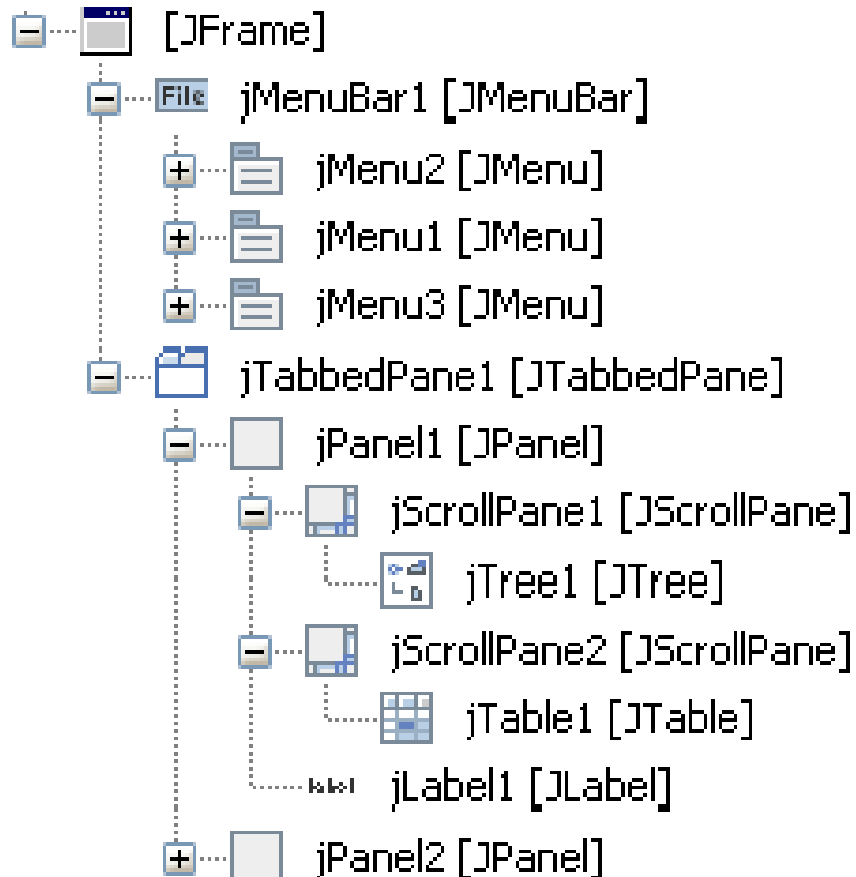 [JFrame]
File jMenuBar1 [JMenuBar]
jMenu2 [JMenu]
jMenu1 [JMenu]
jMenu3 [JMenu]
jTabbedPane1 [JTabbedPane]
jPanel1 [JPanel]
jScrollPane1 [JScrollPane]
jTree1 [JTree]
jScrollPane2 [JScrollPane]
jTable1 [JTable]
label jLabel1 [JLabel]
jPanel2 [JPanel]